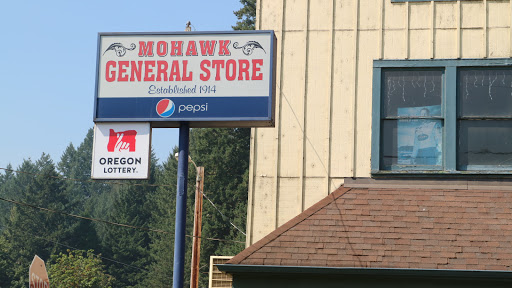 MOHAWK
GENERAL STORE
Established 1914
pepsi
OREGON
LOTTERY.